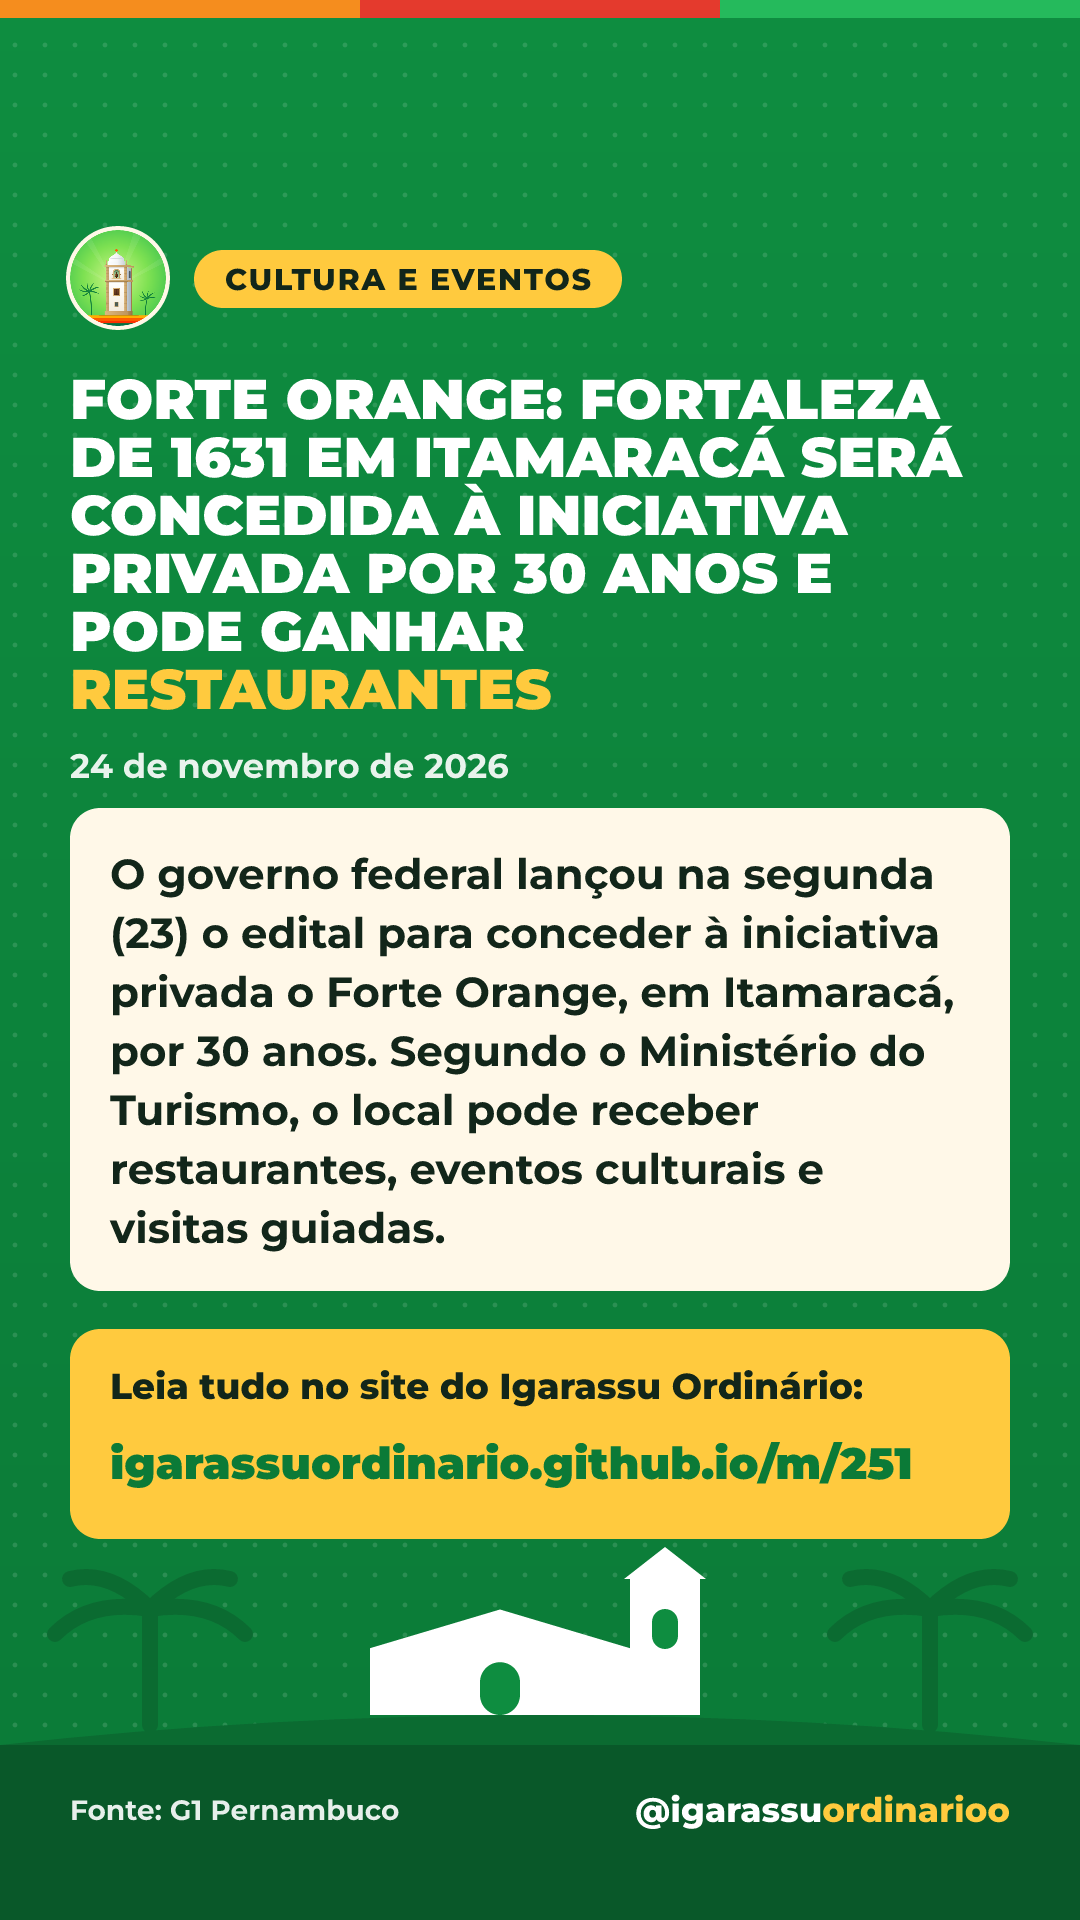 CULTURA E EVENTOS
FORTE ORANGE: FORTALEZA
DE 1631 EM ITAMARACÁ SERÁ
CONCEDIDA À INICIATIVA
PRIVADA POR 30 ANOS E
PODE GANHAR
RESTAURANTES
24 de novembro de 2026
O governo federal lançou na segunda
(23) o edital para conceder à iniciativa
privada o Forte Orange, em Itamaracá,
por 30 anos. Segundo o Ministério do
Turismo, o local pode receber
restaurantes, eventos culturais e
visitas guiadas.
Leia tudo no site do Igarassu Ordinário:
igarassuordinario.github.io/m/251
Fonte: G1 Pernambuco
@igarassuordinarioo